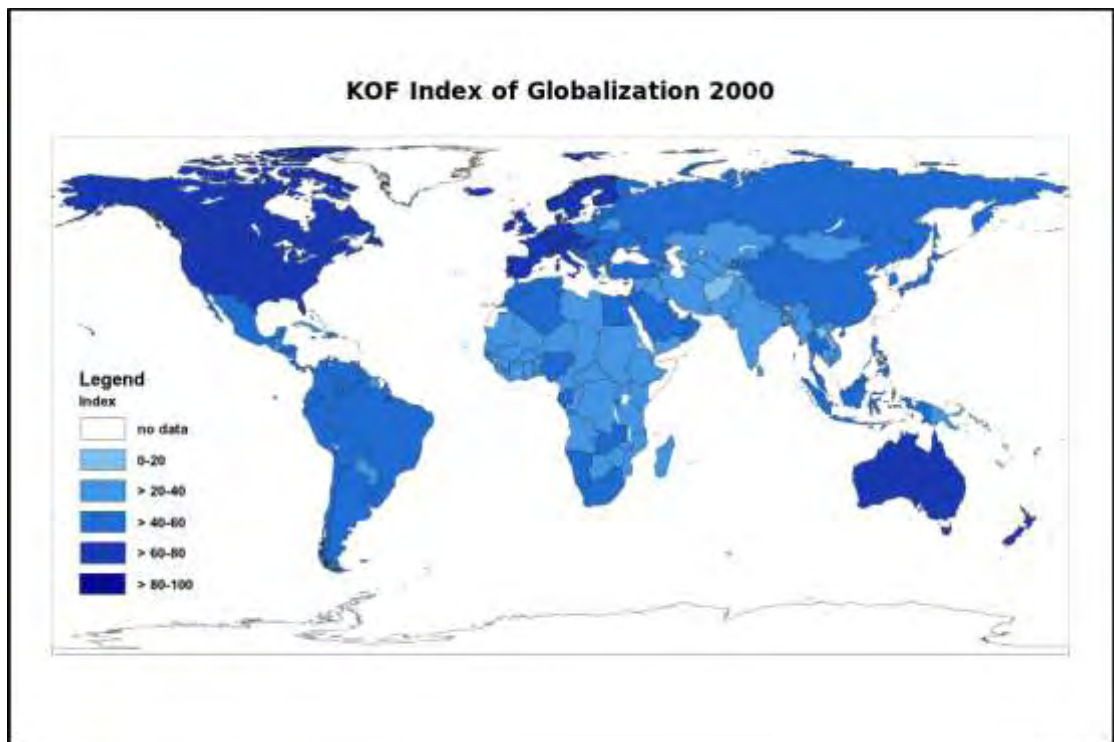 KOF Index of Globalization 2000
Legend
Index
no data
0-20
> 20-40
> 40-60
> 60-80
> 80-100